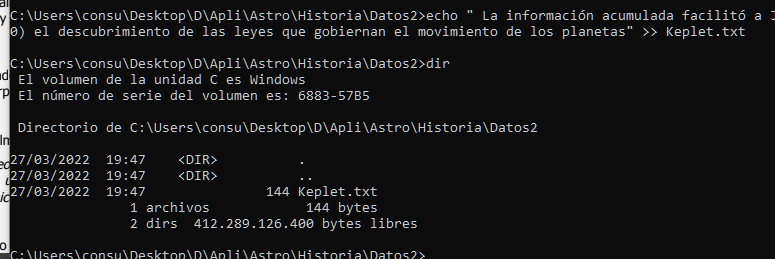 C:\Users\consu\Desktop\D\Apli\Astro\Historia\Datos2>echo " La información acumulada facilitó a
0) el descubrimiento de las leyes que gobiernan el movimiento de los planetas" >> Keplet.txt
C:\Users\consu\Desktop\D\Apli\Astro\Historia\Datos2>dir
 El volumen de la unidad C es Windows
 El número de serie del volumen es: 6883-57B5
 Directorio de C:\Users\consu\Desktop\D\Apli\Astro\Historia\Datos2
27/03/2022  19:47    <DIR>          .
27/03/2022  19:47    <DIR>          ..
27/03/2022  19:47               144 Keplet.txt
               1 archivos            144 bytes
               2 dirs  412.289.126.400 bytes libres
C:\Users\consu\Desktop\D\Apli\Astro\Historia\Datos2>